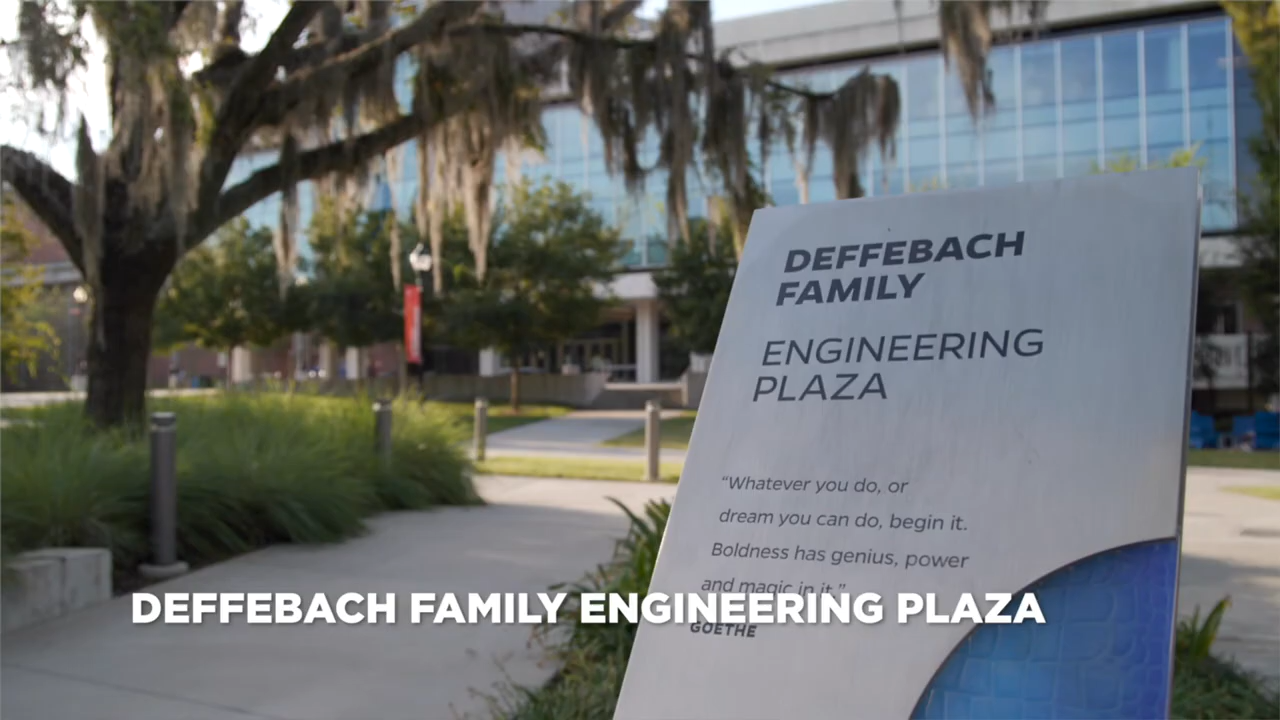 DEFFEBACH
FAMILY
ENGINEERING
PLAZA
“Whatever you do, or
dream you can do, begin it.
Boldness has genius, power
and magic in it.”
DEFFEBACH FAMILY ENGINEERING PLAZA
GOETHE